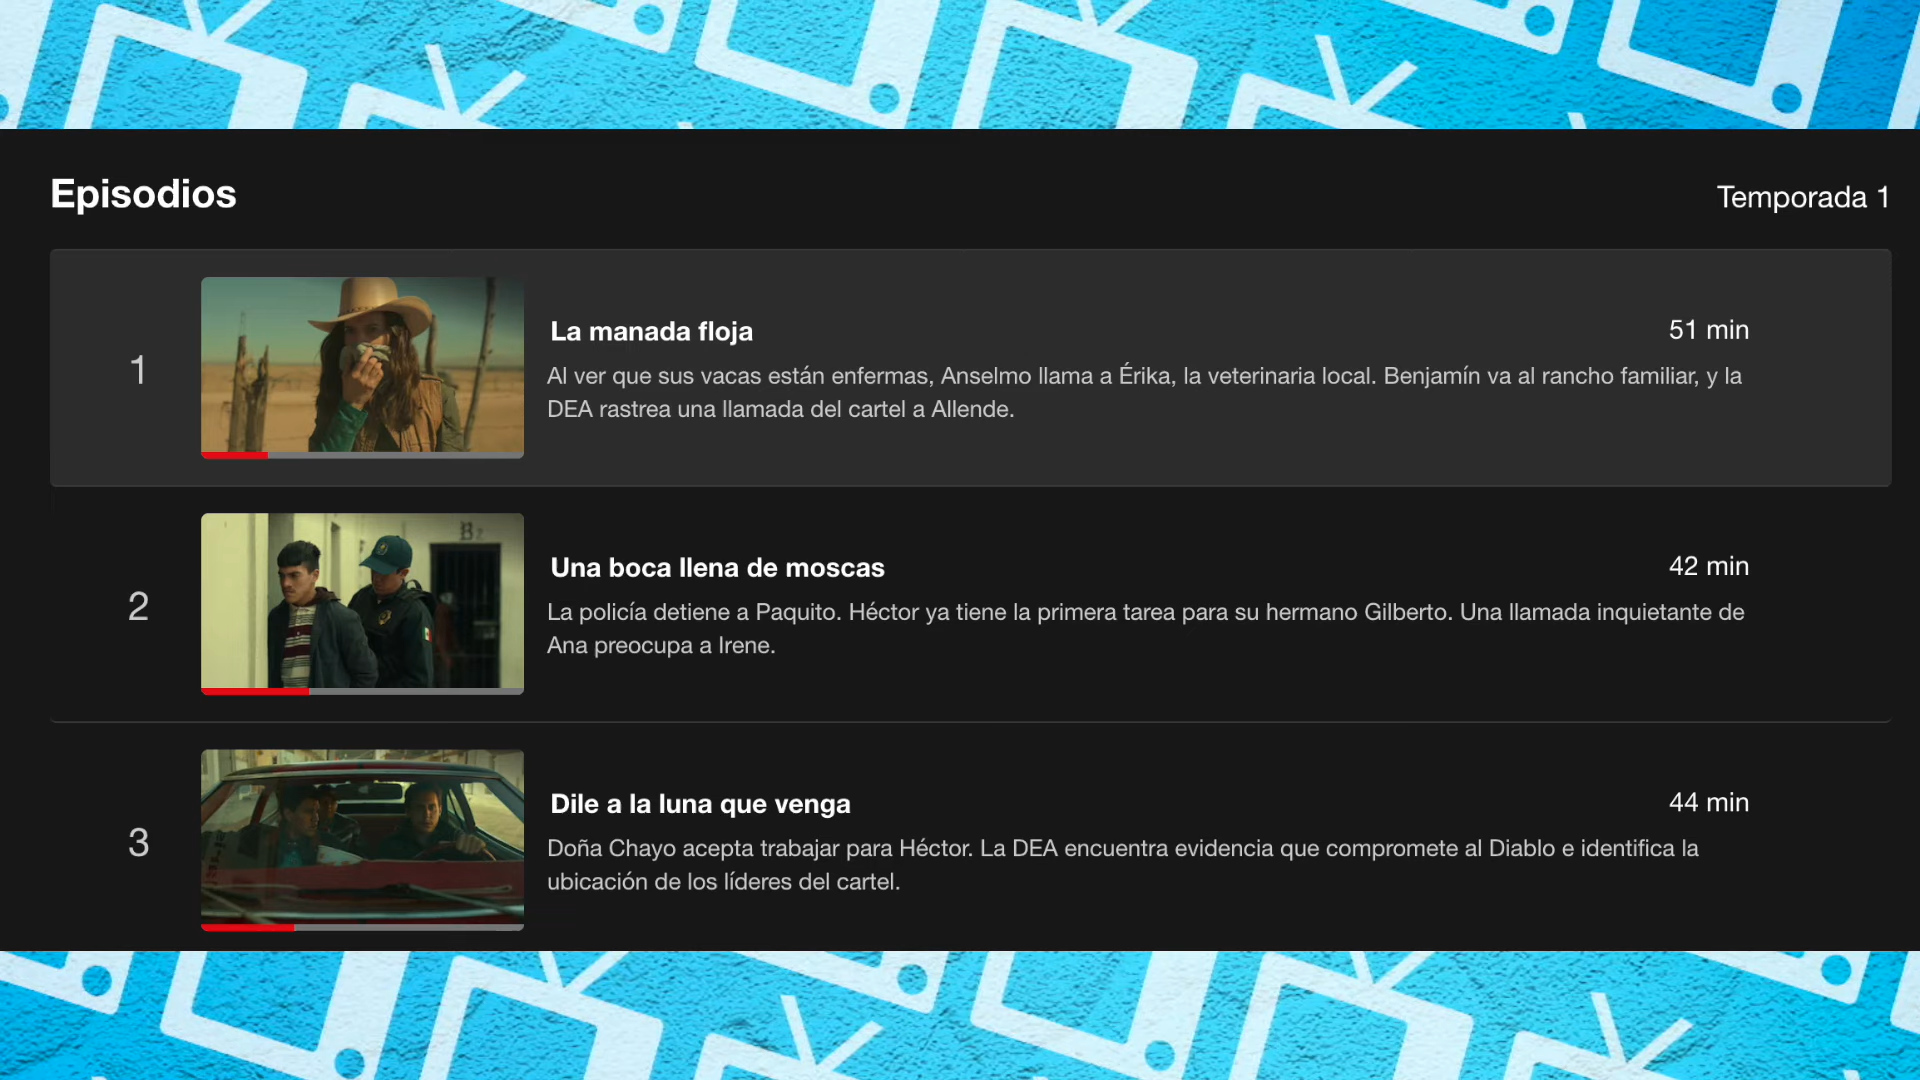 Episodios
Temporada 1
1
La manada floja
51 min
Al ver que sus vacas están enfermas, Anselmo llama a Érika, la veterinaria local. Benjamín va al rancho familiar, y la
DEA rastrea una llamada del cartel a Allende.
2
Una boca llena de moscas
42 min
La policía detiene a Paquito. Héctor ya tiene la primera tarea para su hermano Gilberto. Una llamada inquietante de
Ana preocupa a Irene.
3
Dile a la luna que venga
44 min
Doña Chayo acepta trabajar para Héctor. La DEA encuentra evidencia que compromete al Diablo e identifica la
ubicación de los líderes del cartel.